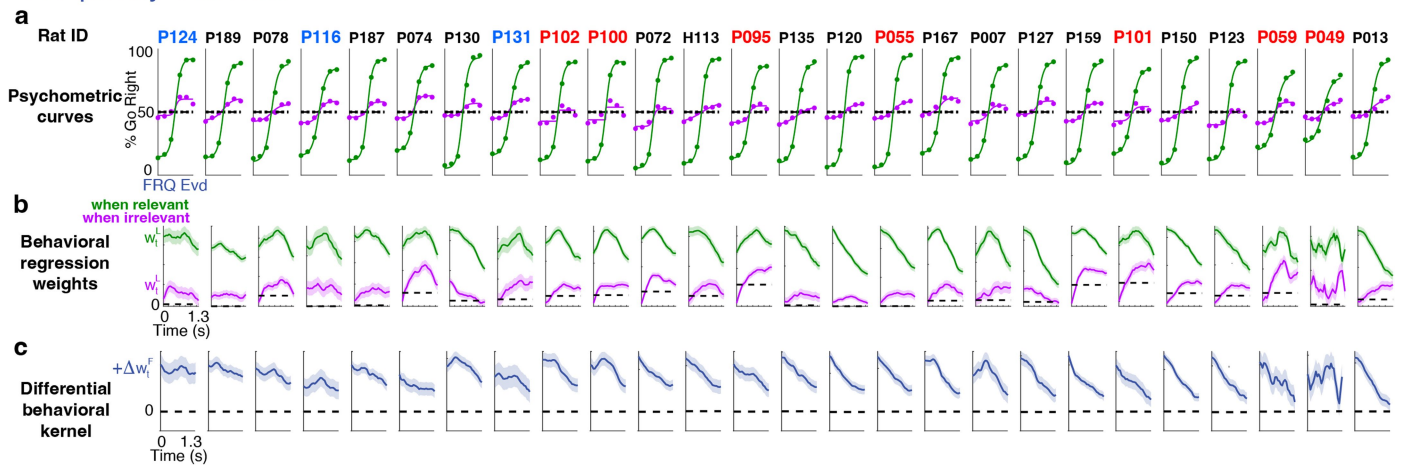 a
Rat ID
P124 P189 P078 P116 P187 P074 P130 P131 P102 P100 P072 H113 P095 P135 P120 P055 P167 P007 P127 P159 P101 P150 P123 P059 P049 P013
Psychometric
curves
% Go Right
100
50
0
FRQ Evd
b
when relevant
when irrelevant
Behavioral
regression
weights
0
0 1.3
Time (s)
c
Differential
behavioral
kernel
+Δw_t^F
0
0 1.3
Time (s)